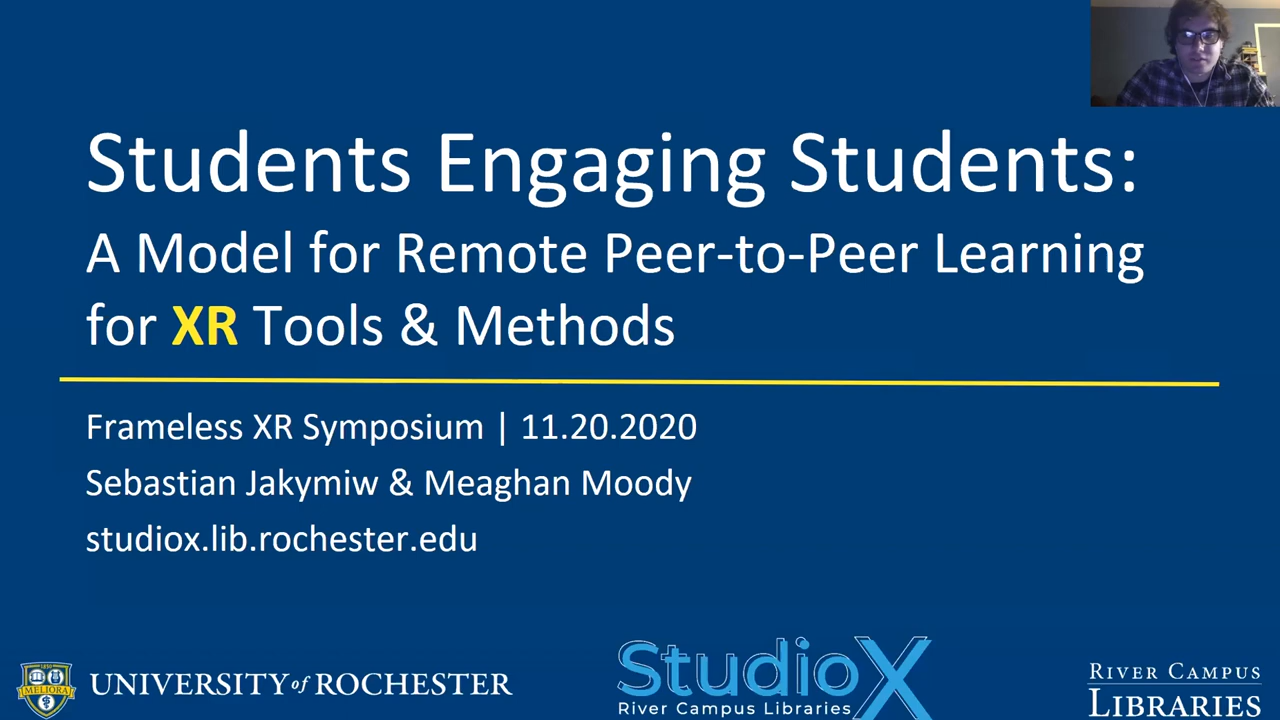 Students Engaging Students:
A Model for Remote Peer-to-Peer Learning
for XR Tools & Methods
Frameless XR Symposium | 11.20.2020
Sebastian Jakymiw & Meaghan Moody
studiox.lib.rochester.edu
MELIORA
UNIVERSITY of ROCHESTER
StudioX
River Campus Libraries
RIVER CAMPUS
LIBRARIES